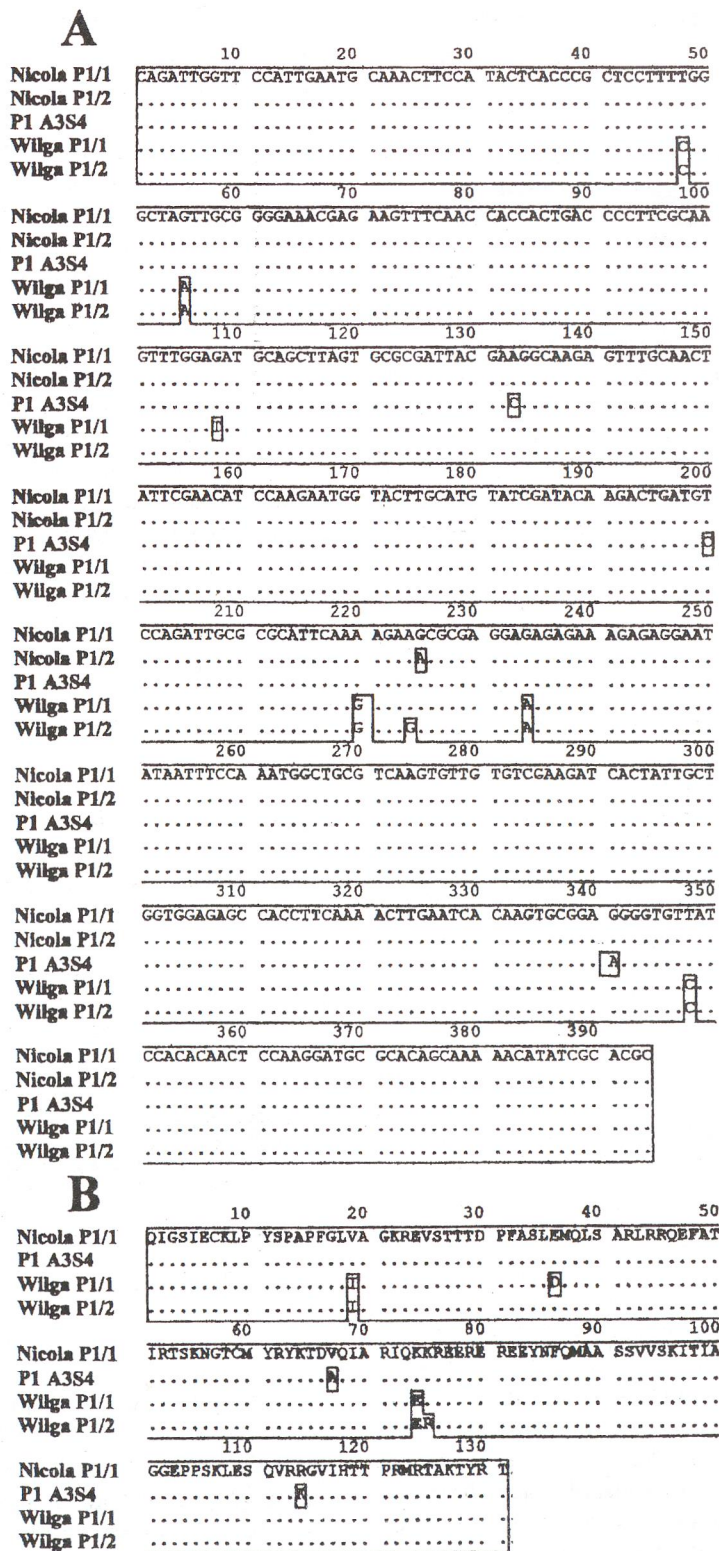 A
10 20 30 40 50
Nicola P1/1 CAGATTGGTT CCATTGAATG CAAACTTCCA TACTCACCCG CTCCTTTTGG
Nicola P1/2 .......... .......... .......... .......... ..........
P1 A3S4 .......... .......... .......... .......... ..........
Wilga P1/1 .......... .......... .......... .......... .......C..
Wilga P1/2 .......... .......... .......... .......... .......C..
60 70 80 90 100
Nicola P1/1 GCTAGTTGCG GGGAAACGAG AAGTTTCAAC CACCACTGAC CCCTTCGCAA
Nicola P1/2 .......... .......... .......... .......... ..........
P1 A3S4 .......... .......... .......... .......... ..........
Wilga P1/1 ....A..... .......... .......... .......... ..........
Wilga P1/2 ....A..... .......... .......... .......... ..........
110 120 130 140 150
Nicola P1/1 GTTTGGAGAT GCAGCTTAGT GCGCGATTAC GAAGGCAAGA GTTTGCAACT
Nicola P1/2 .......... .......... .......... .......... ..........
P1 A3S4 .......... .......... .......... ..C....... ..........
Wilga P1/1 .......T.. .......... .......... .......... ..........
Wilga P1/2 .......... .......... .......... .......... ..........
160 170 180 190 200
Nicola P1/1 ATTCGAACAT CCAAGAATGG TACTTGCATG TATCGATACA AGACTGATGT
Nicola P1/2 .......... .......... .......... .......... ..........
P1 A3S4 .......... .......... .......... .......... .........C
Wilga P1/1 .......... .......... .......... .......... ..........
Wilga P1/2 .......... .......... .......... .......... ..........
210 220 230 240 250
Nicola P1/1 CCAGATTGCG CGCATTCAAA AGAAGCGCGA GGAGAGAGAA AGAGAGGAAT
Nicola P1/2 .......... .......... ....A..... .......... ..........
P1 A3S4 .......... .......... .......... .......... ..........
Wilga P1/1 .......... .........G .......... ...A...... ..........
Wilga P1/2 .......... .........G ...G...... ...A...... ..........
260 270 280 290 300
Nicola P1/1 ATAATTTCCA AATGGCTGCG TCAAGTGTTG TGTCGAAGAT CACTATTGCT
Nicola P1/2 .......... .......... .......... .......... ..........
P1 A3S4 .......... .......... .......... .......... ..........
Wilga P1/1 .......... .......... .......... .......... ..........
Wilga P1/2 .......... .......... .......... .......... ..........
310 320 330 340 350
Nicola P1/1 GGTGGAGAGC CACCTTCAAA ACTTGAATCA CAAGTGCGGA GGGGTGTTAT
Nicola P1/2 .......... .......... .......... .......... ..........
P1 A3S4 .......... .......... .......... .......... A.........
Wilga P1/1 .......... .......... .......... .......... .......C..
Wilga P1/2 .......... .......... .......... .......... .......C..
360 370 380 390
Nicola P1/1 CCACACAACT CCAAGGATGC GCACAGCAAA AACATATCGC ACGC
Nicola P1/2 .......... .......... .......... .......... ....
P1 A3S4 .......... .......... .......... .......... ....
Wilga P1/1 .......... .......... .......... .......... ....
Wilga P1/2 .......... .......... .......... .......... ....
B
10 20 30 40 50
Nicola P1/1 QIGSIECKLP YSPAPFGLVA GKREVSTTTD PFASLEMQLS ARLRRQEFAT
P1 A3S4 .......... .......... .......... .......... ..........
Wilga P1/1 .......... ........I. .......... .....D.... ..........
Wilga P1/2 .......... ........I. .......... .......... ..........
60 70 80 90 100
Nicola P1/1 IRTSKNGTCM YRYKTDVQIA RIQKKREERE REEYNFQMAA SSVVSKITIA
P1 A3S4 .......... ......A... .......... .......... ..........
Wilga P1/1 .......... .......... ...E...... .......... ..........
Wilga P1/2 .......... .......... ...ER..... .......... ..........
110 120 130
Nicola P1/1 GGEPPSKLES QVRRGVIHTT PRMRTAKTYR T
P1 A3S4 .......... ...K...... .......... .
Wilga P1/1 .......... .......... .......... .
Wilga P1/2 .......... .......... .......... .